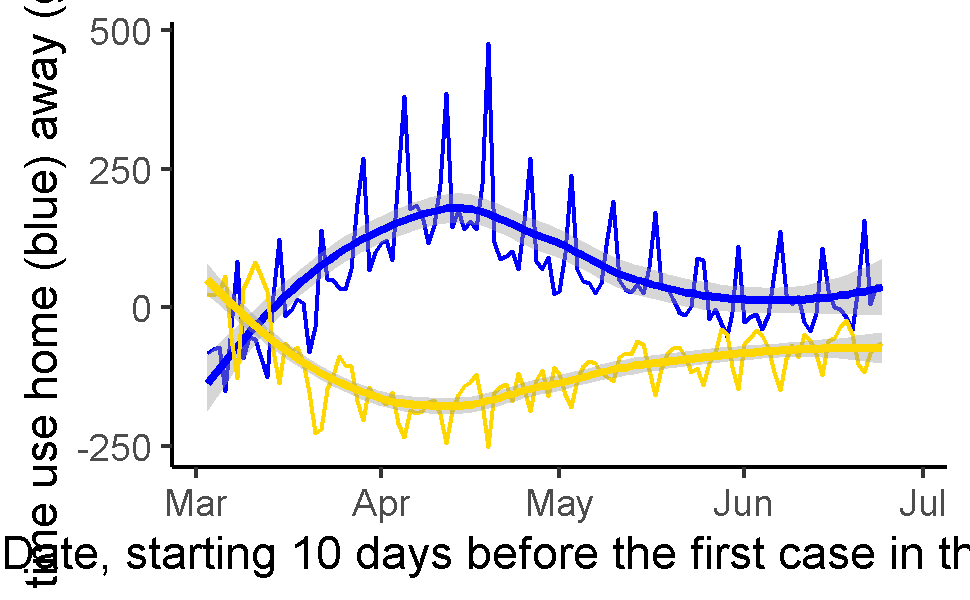 time use home (blue) away (
500
250
0
-250
Mar Apr May Jun Jul
Date, starting 10 days before the first case in th